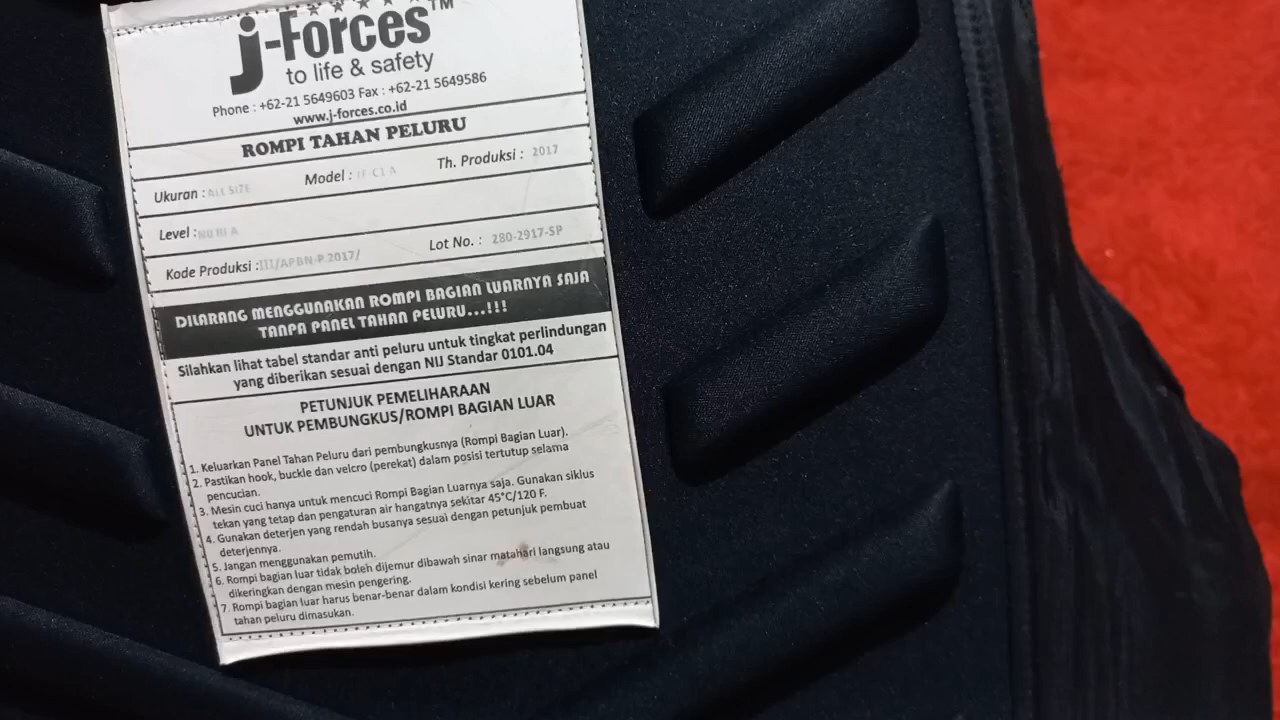 j-Forces™
to life & safety
Phone : +62-21 5649603 Fax : +62-21 5649586
www.j-forces.co.id
ROMPI TAHAN PELURU
Ukuran : ALL SIZE Model : Th. Produksi : 2017
Level :
Kode Produksi : III/APBN-P.2017/ Lot No. : 280-2917-SP
DILARANG MENGGUNAKAN ROMPI BAGIAN LUARNYA SAJA
TANPA PANEL TAHAN PELURU...!!!
Silahkan lihat tabel standar anti peluru untuk tingkat perlindungan
yang diberikan sesuai dengan NIJ Standar 0101.04
PETUNJUK PEMELIHARAAN
UNTUK PEMBUNGKUS/ROMPI BAGIAN LUAR
1. Keluarkan Panel Tahan Peluru dari pembungkusnya (Rompi Bagian Luar).
2. Pastikan hook, buckle dan velcro (perekat) dalam posisi tertutup selama
pencucian.
3. Mesin cuci hanya untuk mencuci Rompi Bagian Luarnya saja. Gunakan siklus
tekan yang tetap dan pengaturan air hangatnya sekitar 45°C/120 F.
4. Gunakan deterjen yang rendah busanya sesuai dengan petunjuk pembuat
deterjennya.
5. Jangan menggunakan pemutih.
6. Rompi bagian luar tidak boleh dijemur dibawah sinar matahari langsung atau
dikeringkan dengan mesin pengering.
7. Rompi bagian luar harus benar-benar dalam kondisi kering sebelum panel
tahan peluru dimasukan.